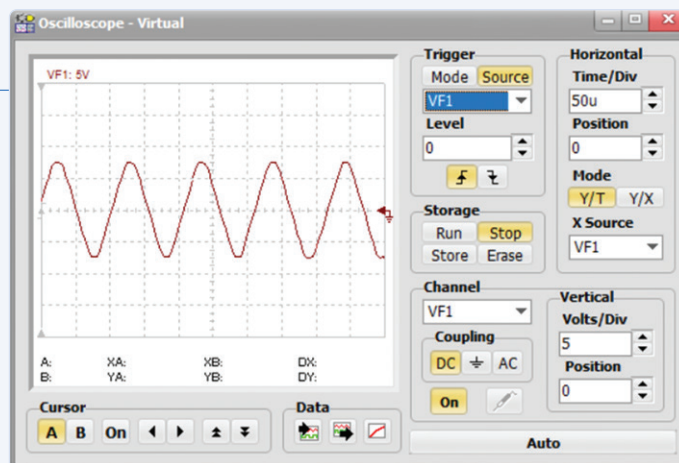 Oscilloscope - Virtual
VF1: 5V
A: XA: XB: DX:
B: YA: YB: DY:
Cursor
A B On
Data
Trigger
Mode Source
VF1
Level
0
Storage
Run Stop
Store Erase
Horizontal
Time/Div
50u
Position
0
Mode
Y/T Y/X
X Source
VF1
Channel
VF1
Coupling
DC AC
On
Vertical
Volts/Div
5
Position
0
Auto